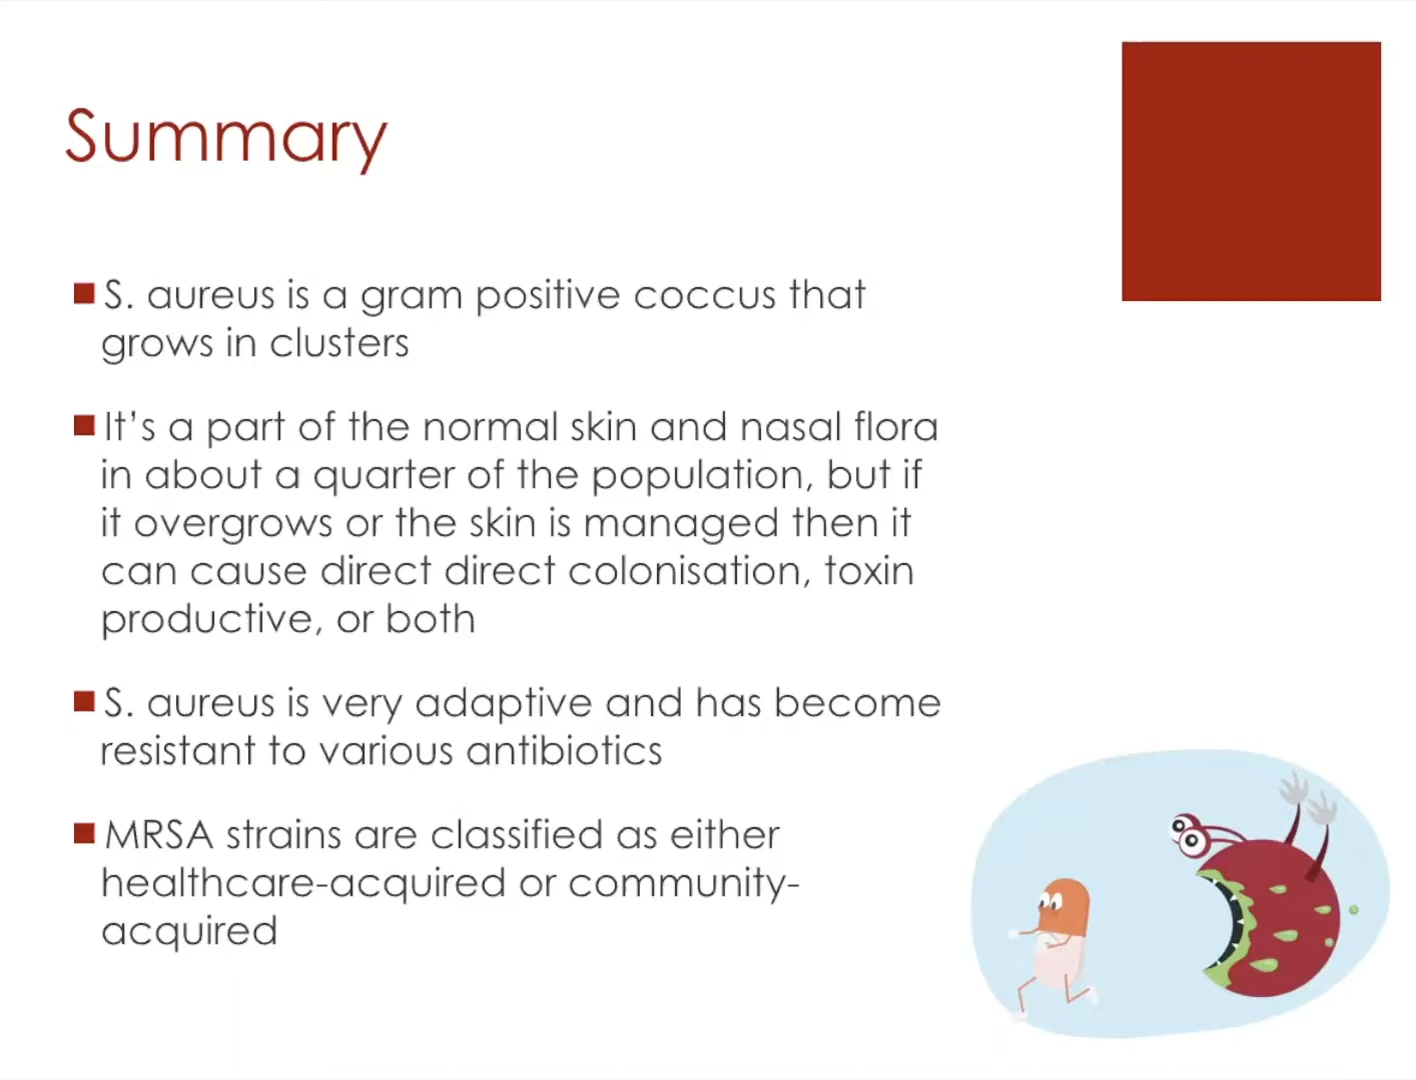 Summary
S. aureus is a gram positive coccus that
grows in clusters
It's a part of the normal skin and nasal flora
in about a quarter of the population, but if
it overgrows or the skin is managed then it
can cause direct direct colonisation, toxin
productive, or both
S. aureus is very adaptive and has become
resistant to various antibiotics
MRSA strains are classified as either
healthcare-acquired or community-
acquired